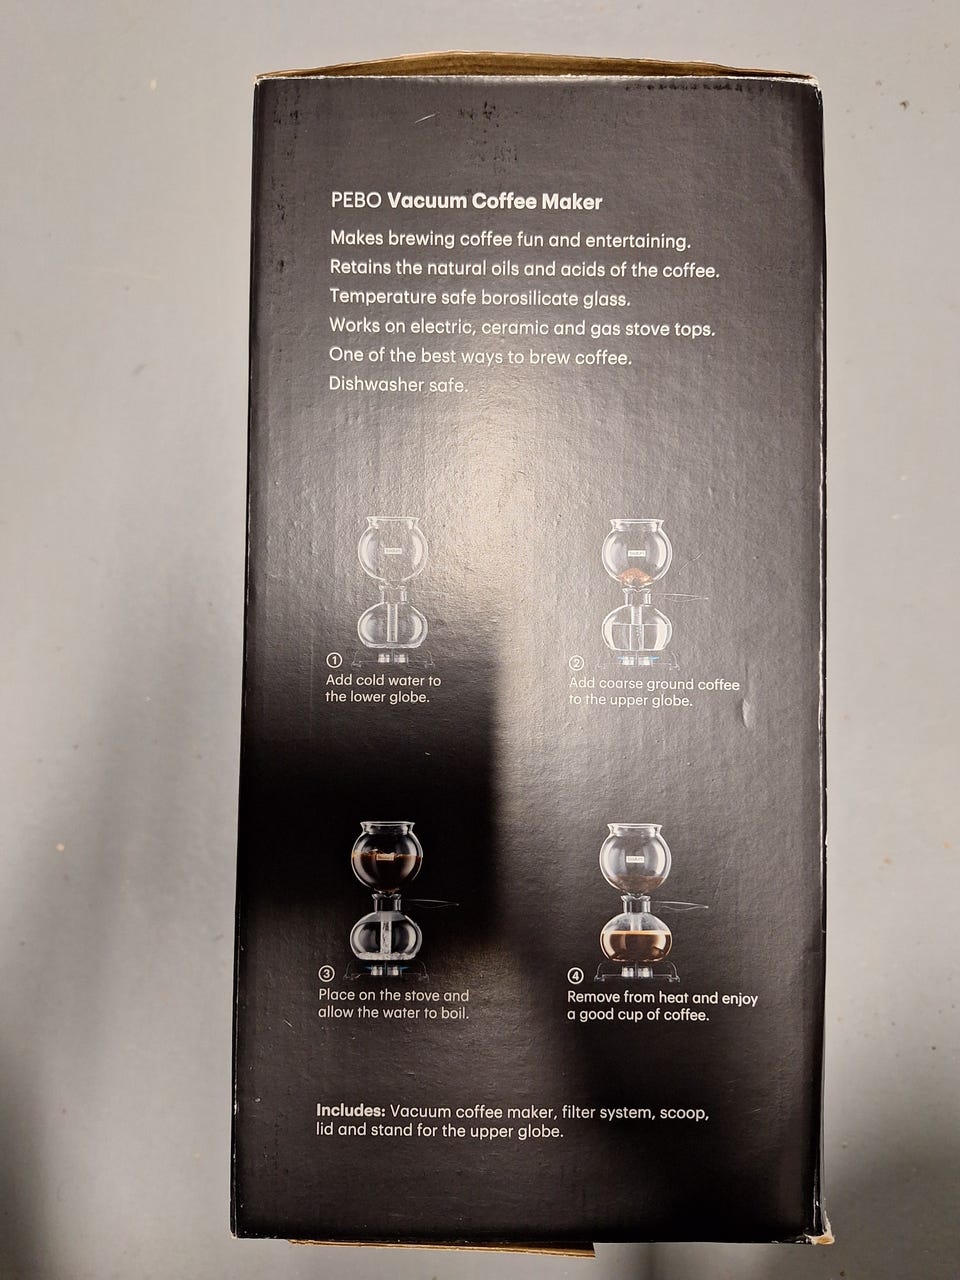 PEBO Vacuum Coffee Maker
Makes brewing coffee fun and entertaining.
Retains the natural oils and acids of the coffee.
Temperature safe borosilicate glass.
Works on electric, ceramic and gas stove tops.
One of the best ways to brew coffee.
Dishwasher safe.
1
Add cold water to
the lower globe.
2
Add coarse ground coffee
to the upper globe.
3
Place on the stove and
allow the water to boil.
4
Remove from heat and enjoy
a good cup of coffee.
Includes: Vacuum coffee maker, filter system, scoop,
lid and stand for the upper globe.